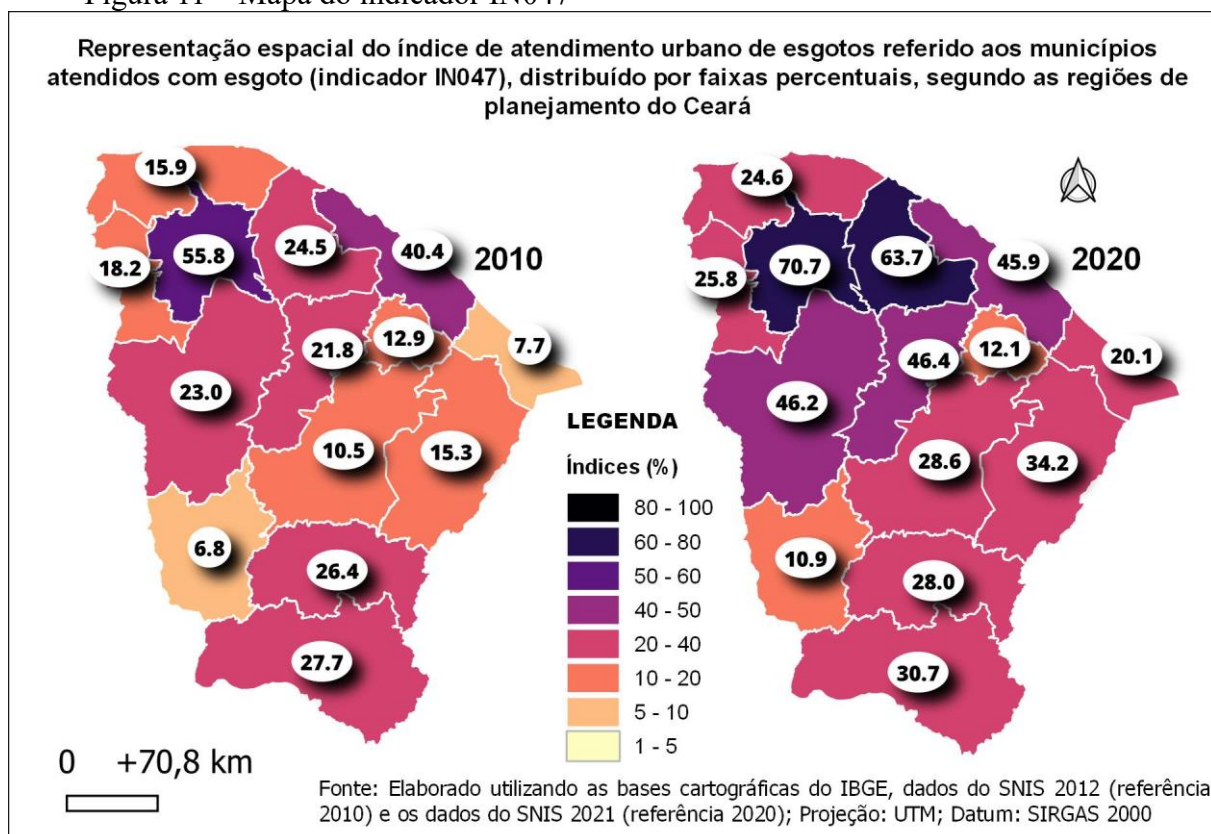 Figura 11 – Mapa do indicador IN047
Representação espacial do índice de atendimento urbano de esgotos referido aos municípios
atendidos com esgoto (indicador IN047), distribuído por faixas percentuais, segundo as regiões de
planejamento do Ceará
15.9
18.2
55.8
24.5
40.4
2010
21.8
12.9
7.7
23.0
10.5
15.3
6.8
26.4
27.7
24.6
25.8
70.7
63.7
45.9
2020
46.4
12.1
20.1
46.2
28.6
34.2
10.9
28.0
30.7
LEGENDA
Índices (%)
80 - 100
60 - 80
50 - 60
40 - 50
20 - 40
10 - 20
5 - 10
1 - 5
0 +70,8 km
Fonte: Elaborado utilizando as bases cartográficas do IBGE, dados do SNIS 2012 (referência
2010) e os dados do SNIS 2021 (referência 2020); Projeção: UTM; Datum: SIRGAS 2000